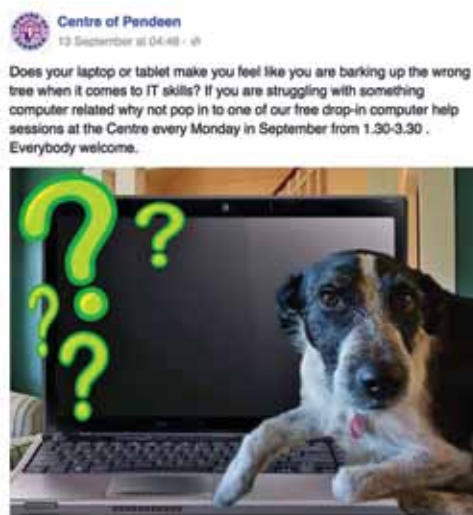 Centre of Pendeen
13 September at 04:46 ·
Does your laptop or tablet make you feel like you are barking up the wrong
tree when it comes to IT skills? If you are struggling with something
computer related why not pop in to one of our free drop-in computer help
sessions at the Centre every Monday in September from 1.30-3.30 .
Everybody welcome.
? ?
?
?